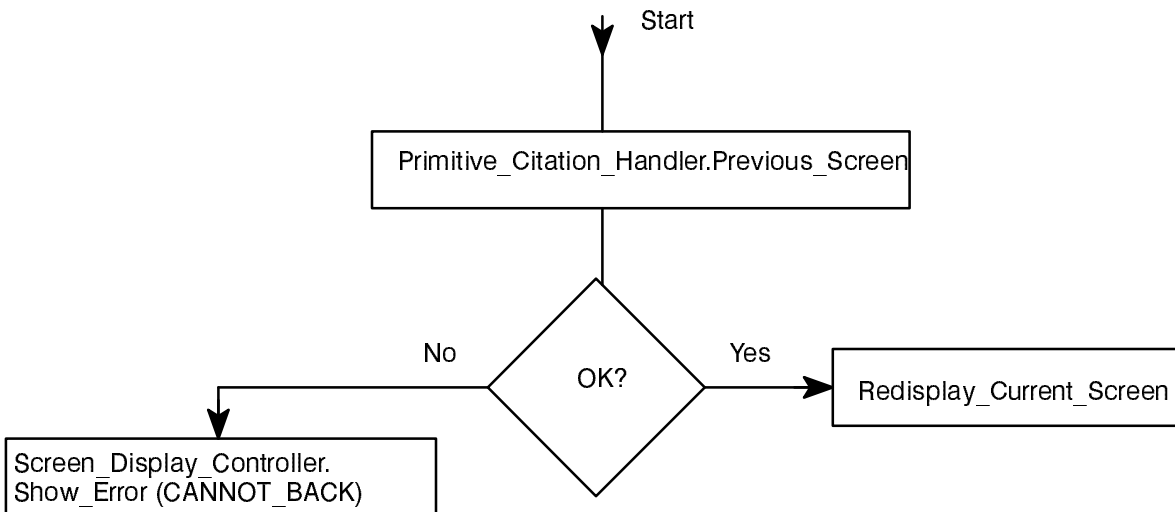 Start
Primitive_Citation_Handler.Previous_Screen
No
Yes
OK?
Redisplay_Current_Screen
Screen_Display_Controller.
Show_Error (CANNOT_BACK)